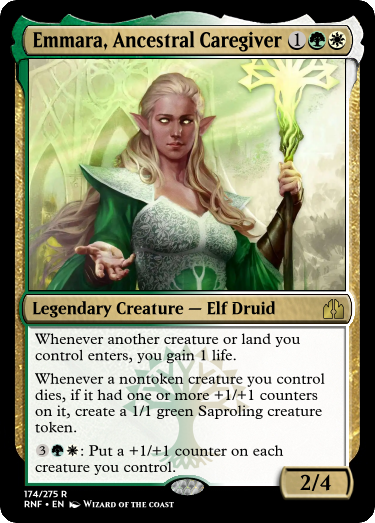 Emmara, Ancestral Caregiver 1
Legendary Creature — Elf Druid
Whenever another creature or land you
control enters, you gain 1 life.
Whenever a nontoken creature you control
dies, if it had one or more +1/+1 counters
on it, create a 1/1 green Saproling creature
token.
3 : Put a +1/+1 counter on each
creature you control.
2/4
174/275 R
RNF • EN Wizard of the coast